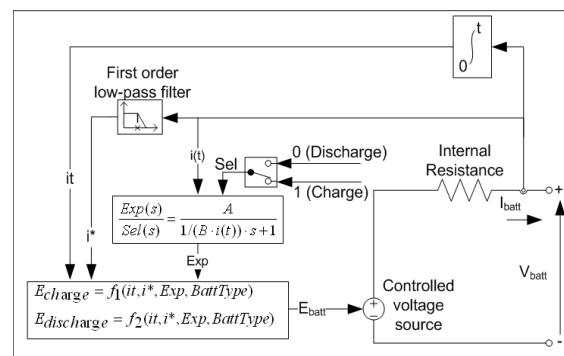 t
∫
0
First order
low-pass filter
i(t)
Sel
0 (Discharge)
1 (Charge)
Internal
Resistance
+
I_batt
it
i*
Exp(s)/Sel(s) = A/(1/(B·i(t))·s+1)
Exp
V_batt
E_charge = f_1(it,i*,Exp,BattType)
E_discharge = f_2(it,i*,Exp,BattType)
E_batt
+
-
Controlled
voltage
source
-